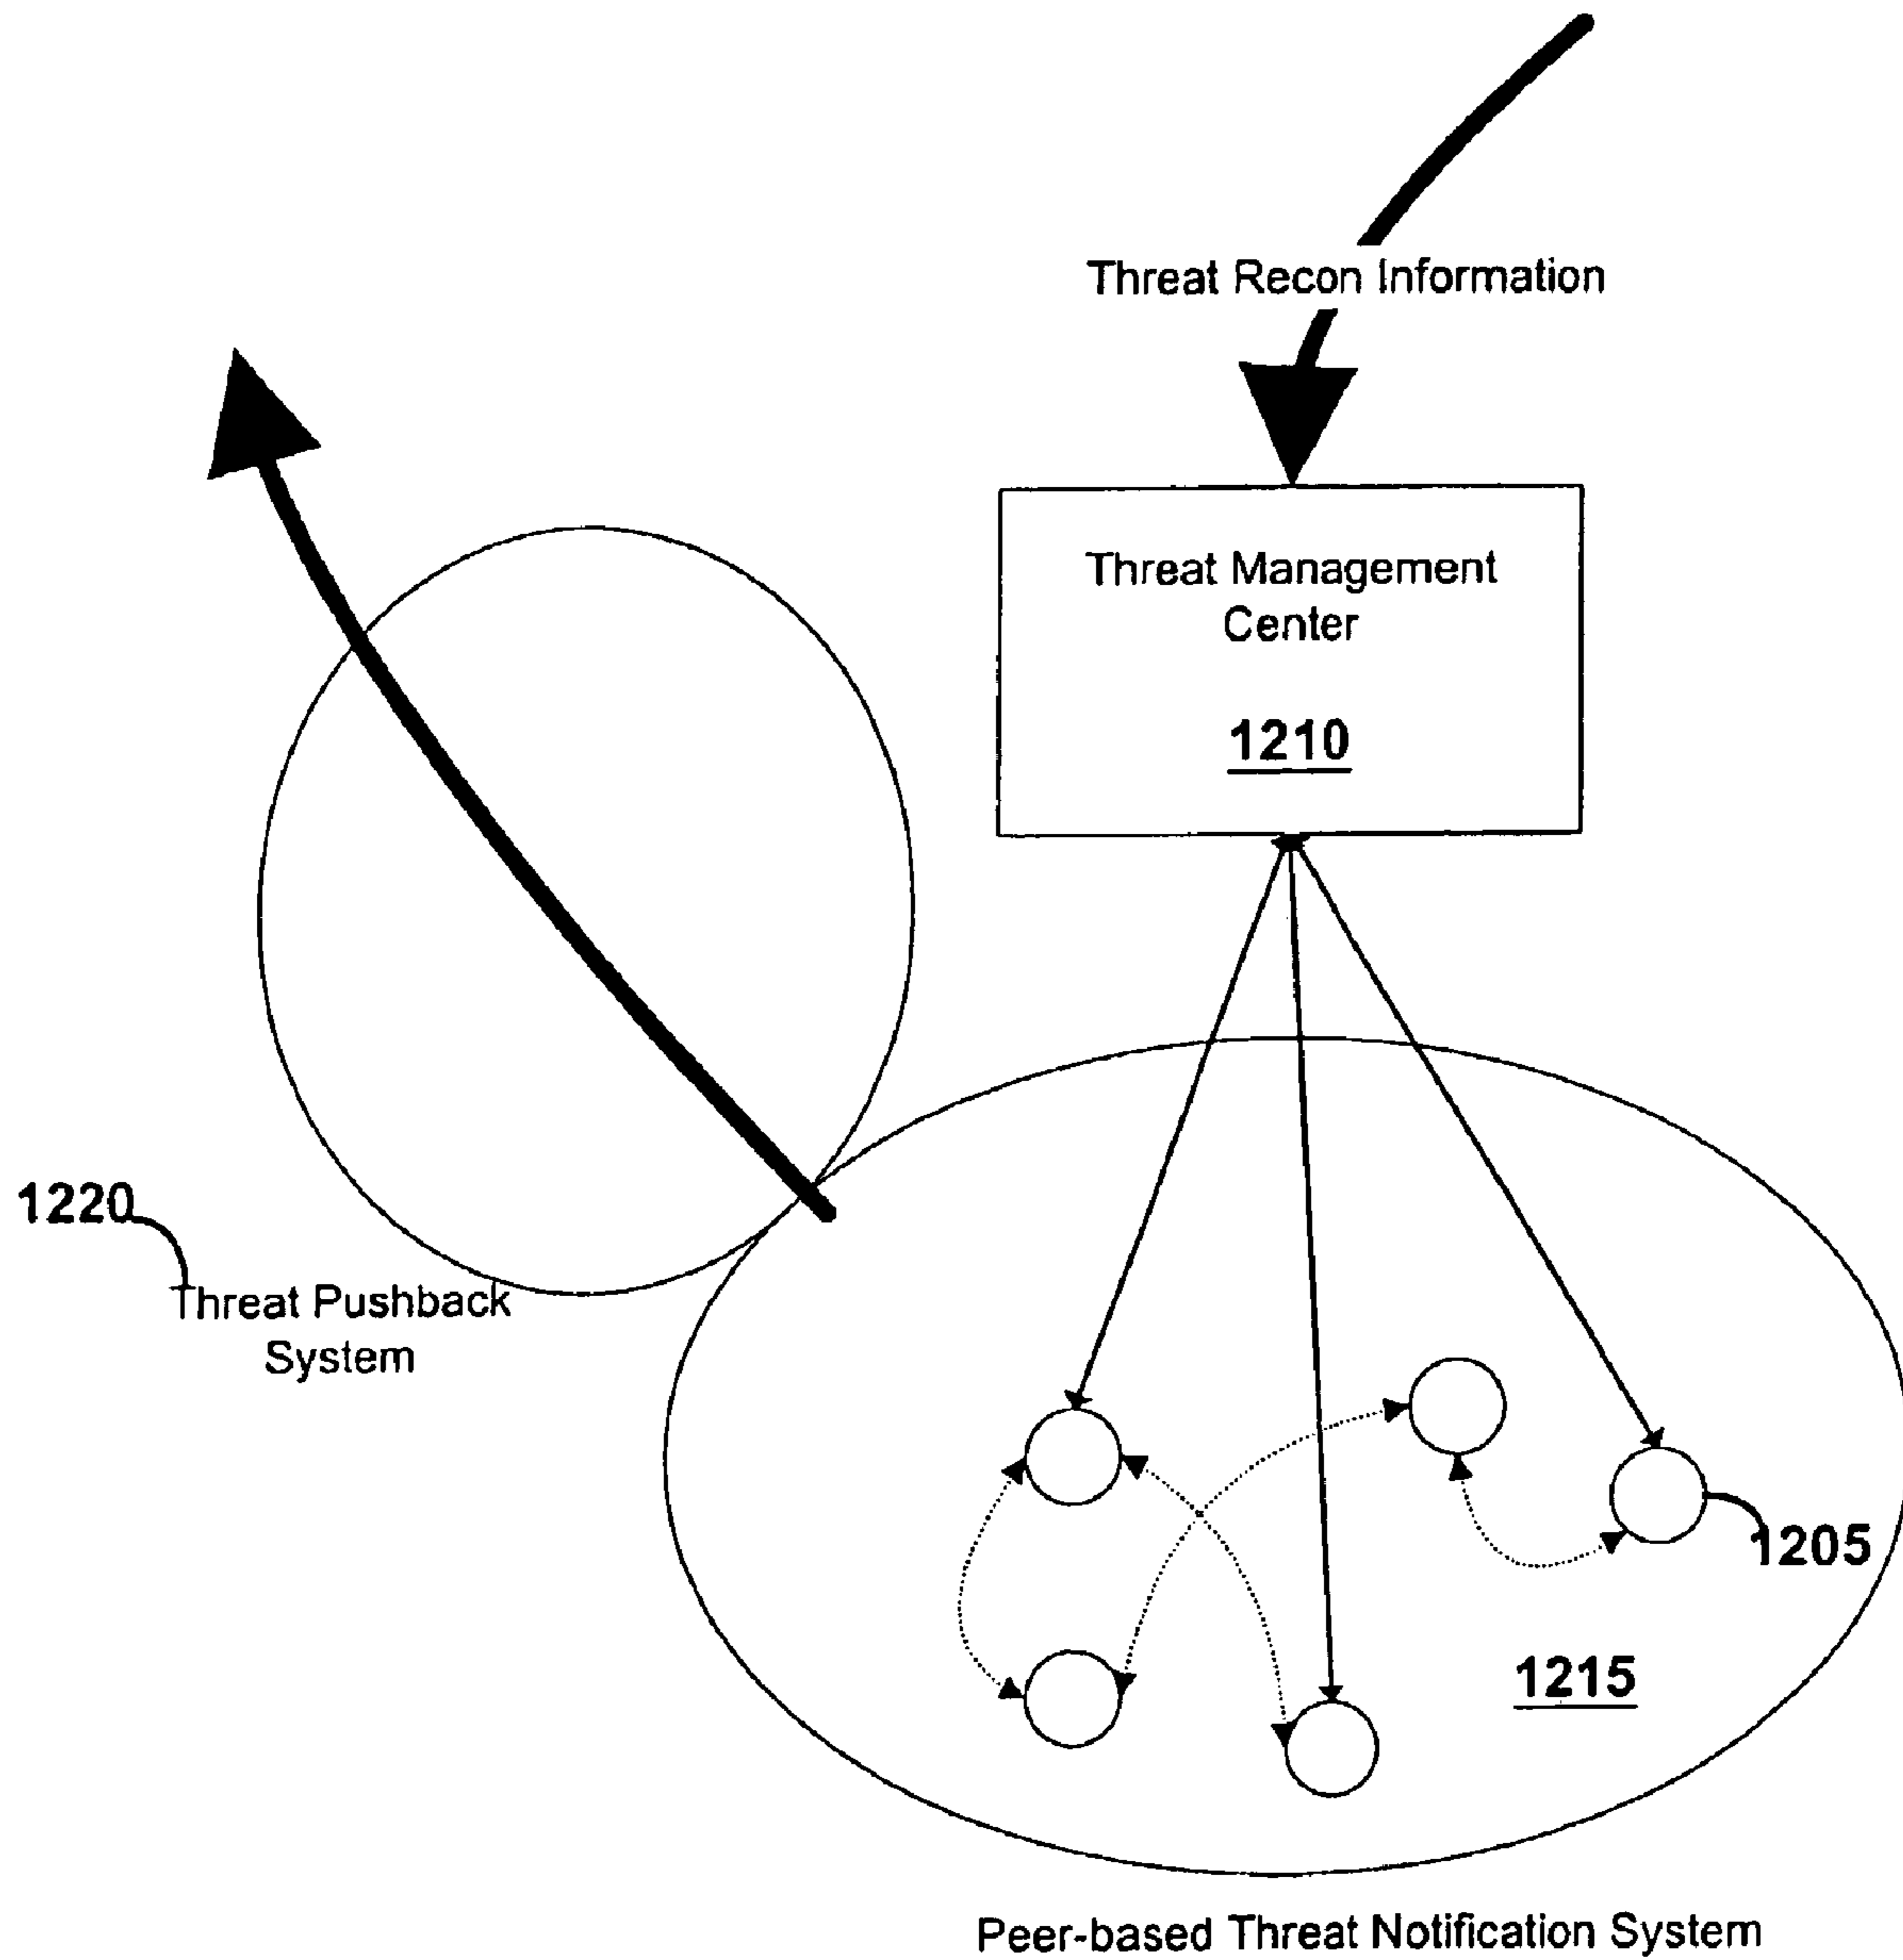 Threat Recon Information
Threat Management
Center
1210
1220
Threat Pushback
System
1205
1215
Peer-based Threat Notification System